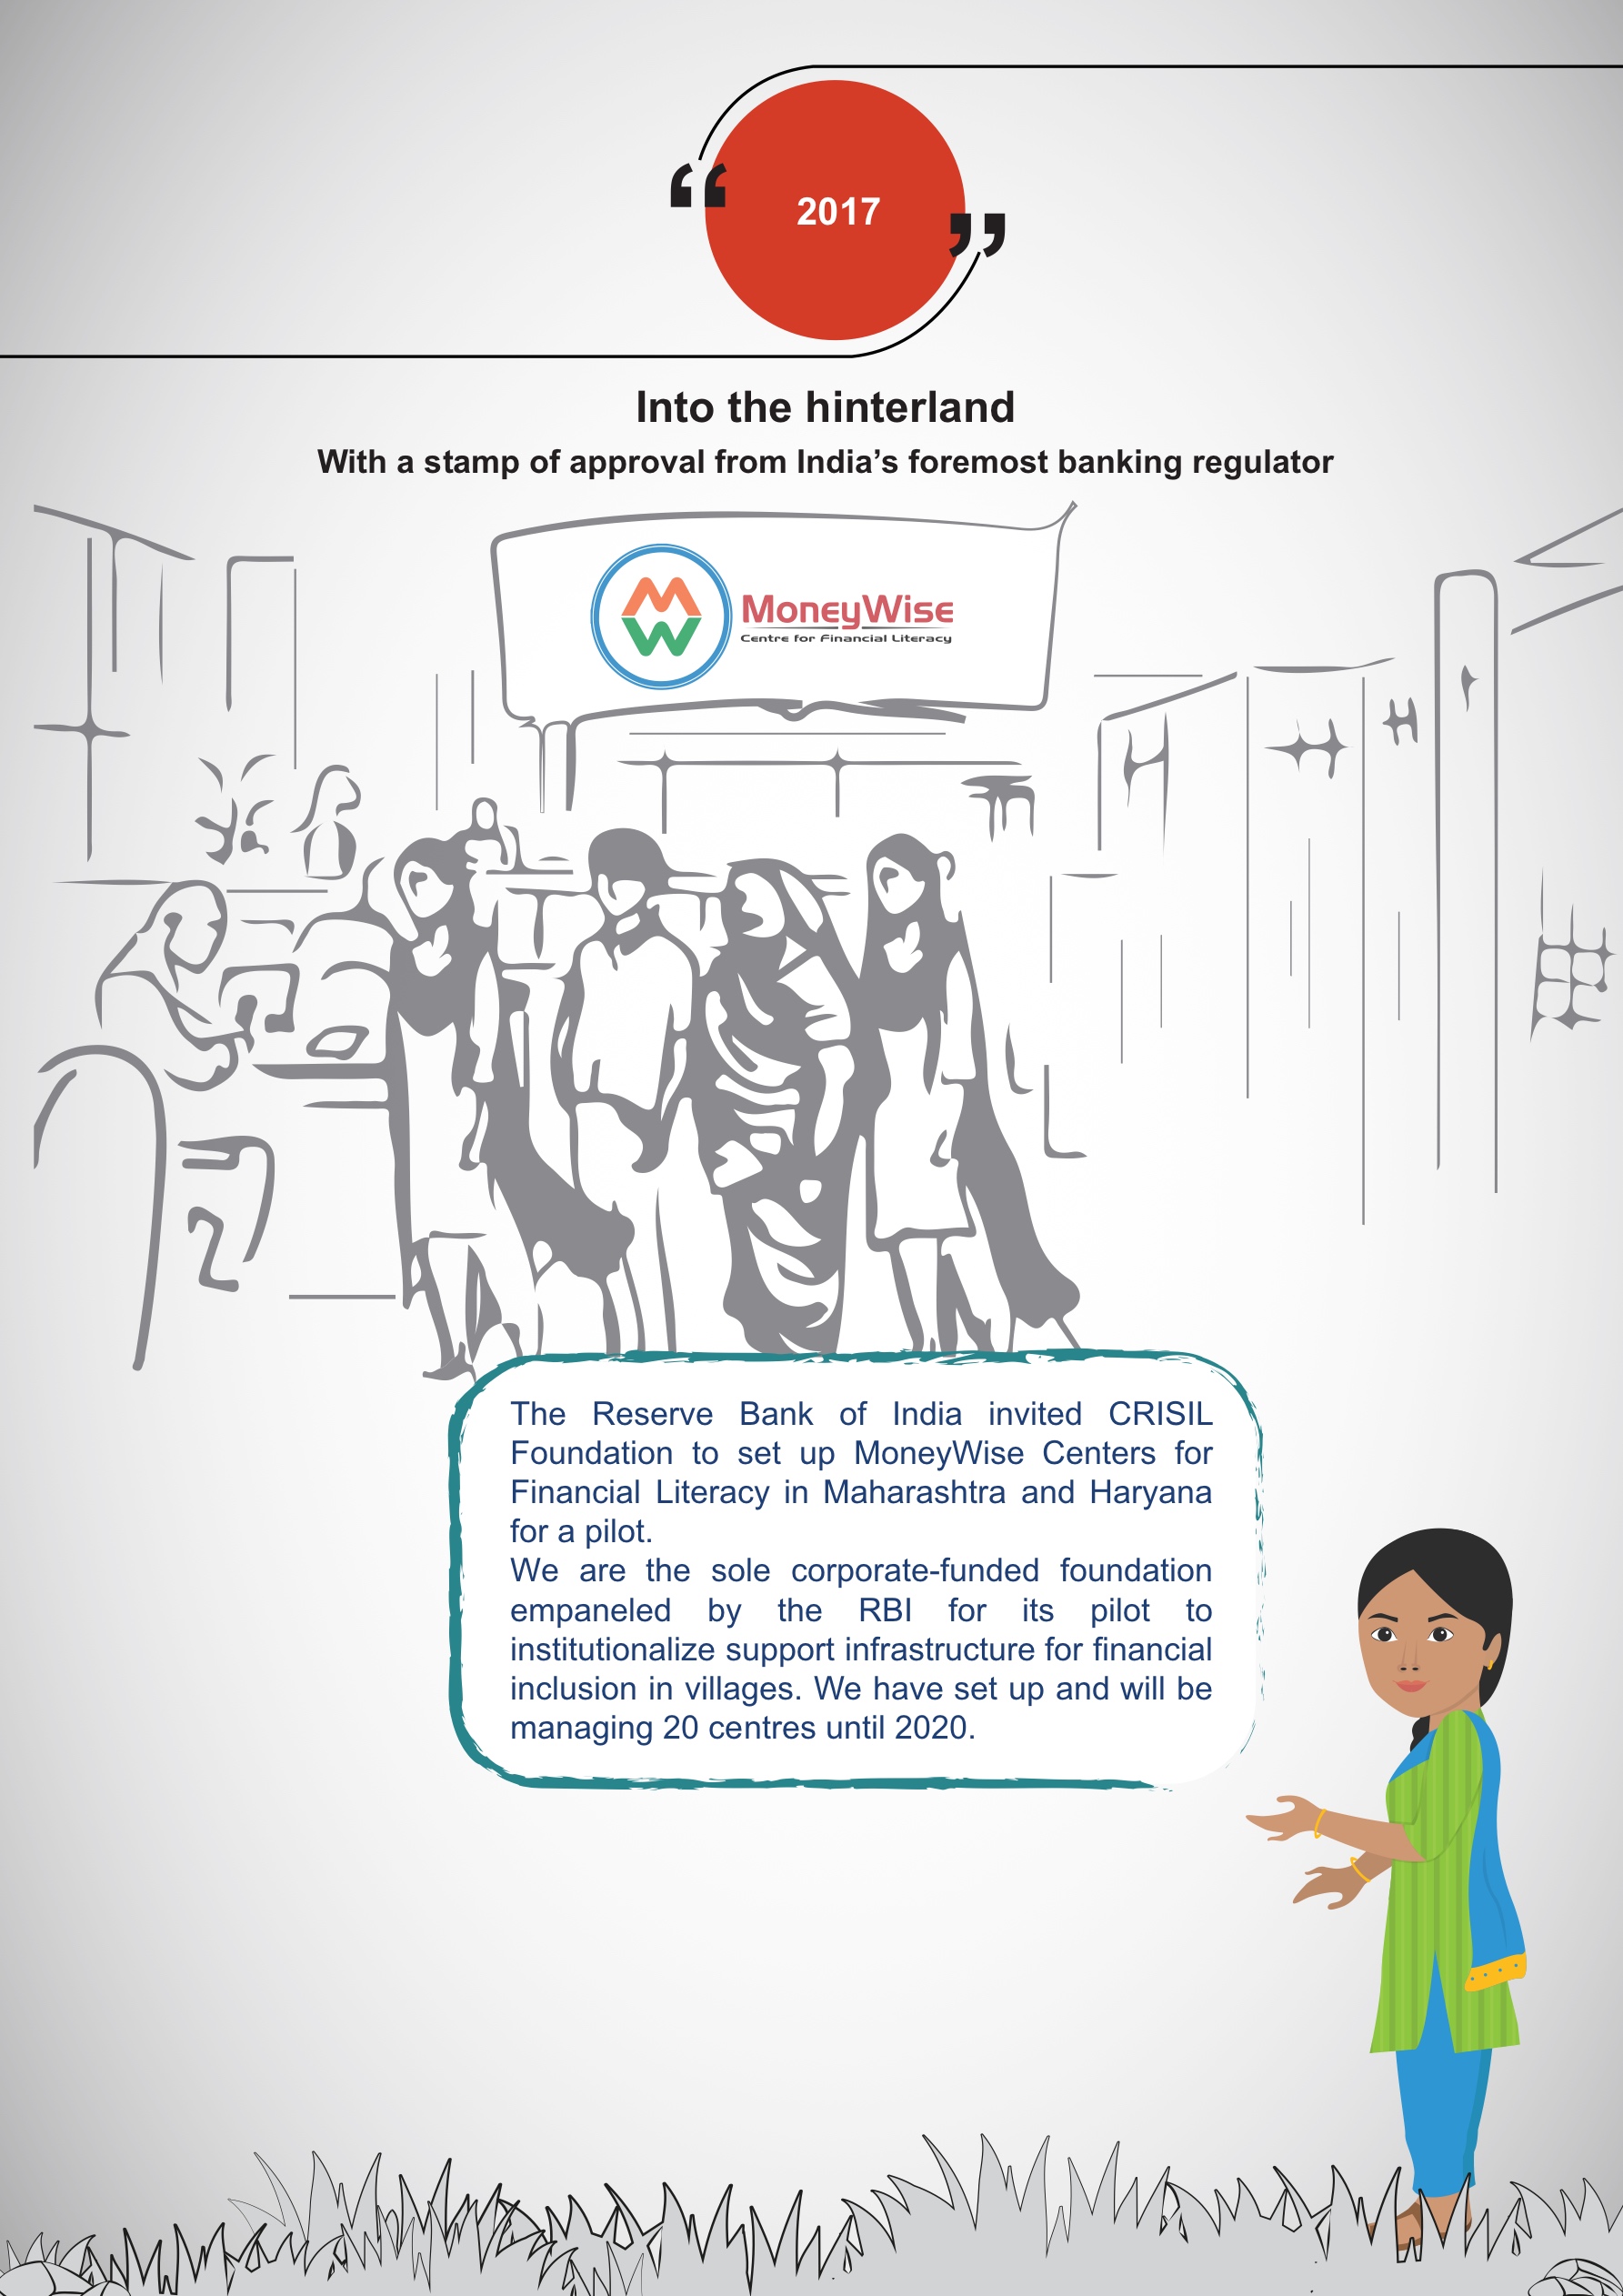 “ 2017 ”
Into the hinterland
With a stamp of approval from India’s foremost banking regulator
MW
MoneyWise
Centre for Financial Literacy
The Reserve Bank of India invited CRISIL
Foundation to set up MoneyWise Centers for
Financial Literacy in Maharashtra and Haryana
for a pilot.
We are the sole corporate-funded foundation
empaneled by the RBI for its pilot to
institutionalize support infrastructure for financial
inclusion in villages. We have set up and will be
managing 20 centres until 2020.